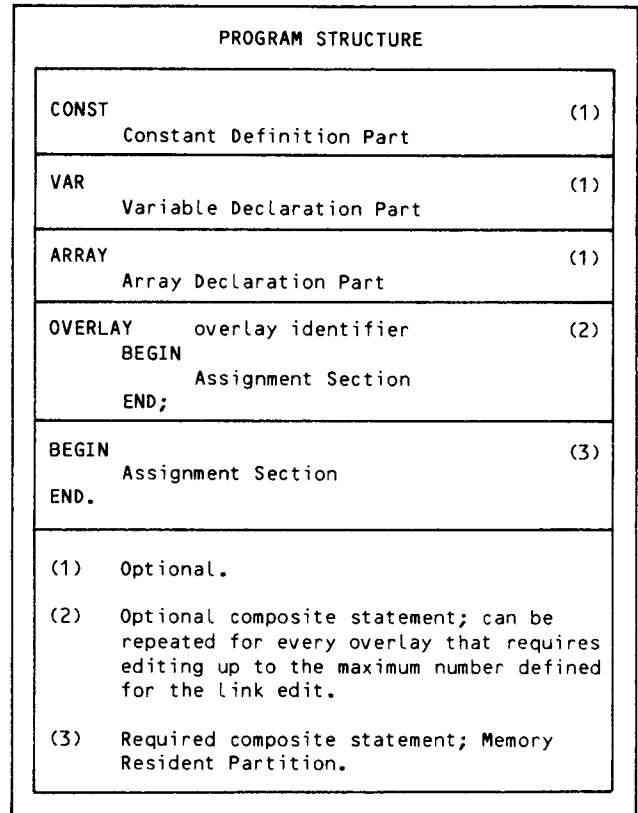 PROGRAM STRUCTURE
CONST (1)
Constant Definition Part
VAR (1)
Variable Declaration Part
ARRAY (1)
Array Declaration Part
OVERLAY overlay identifier (2)
BEGIN
Assignment Section
END;
BEGIN (3)
Assignment Section
END.
(1) Optional.
(2) Optional composite statement; can be
repeated for every overlay that requires
editing up to the maximum number defined
for the link edit.
(3) Required composite statement; Memory
Resident Partition.